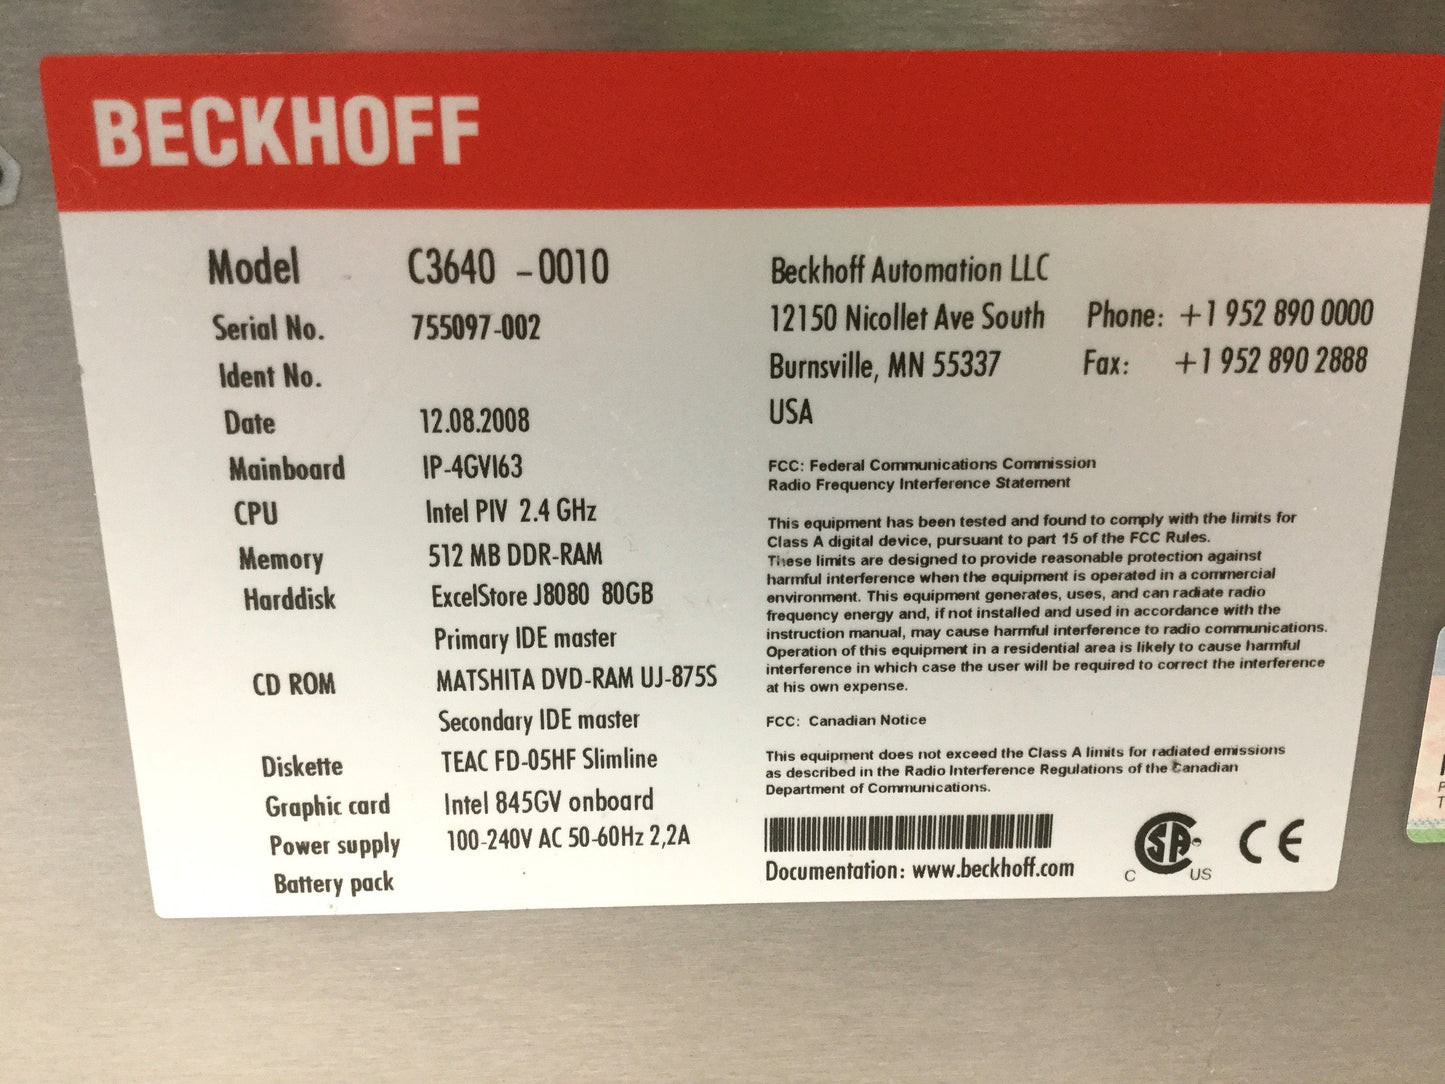 BECKHOFF
Model C3640 -0010
Serial No. 755097-002
Ident No.
Date 12.08.2008
Mainboard IP-4GVI63
CPU Intel PIV 2.4 GHz
Memory 512 MB DDR-RAM
Harddisk ExcelStore J8080 80GB
Primary IDE master
CD ROM MATSHITA DVD-RAM UJ-875S
Secondary IDE master
Diskette TEAC FD-05HF Slimline
Graphic card Intel 845GV onboard
Power supply 100-240V AC 50-60Hz 2,2A
Battery pack
Beckhoff Automation LLC
12150 Nicollet Ave South Phone: +1 952 890 0000
Burnsville, MN 55337 Fax: +1 952 890 2888
USA
FCC: Federal Communications Commission
Radio Frequency Interference Statement
This equipment has been tested and found to comply with the limits for
Class A digital device, pursuant to part 15 of the FCC Rules.
These limits are designed to provide reasonable protection against
harmful interference when the equipment is operated in a commercial
environment. This equipment generates, uses, and can radiate radio
frequency energy and, if not installed and used in accordance with the
instruction manual, may cause harmful interference to radio communications.
Operation of this equipment in a residential area is likely to cause harmful
interference in which case the user will be required to correct the interference
at his own expense.
FCC: Canadian Notice
This equipment does not exceed the Class A limits for radiated emissions
as described in the Radio Interference Regulations of the Canadian
Department of Communications.
Documentation: www.beckhoff.com
C SA US CE